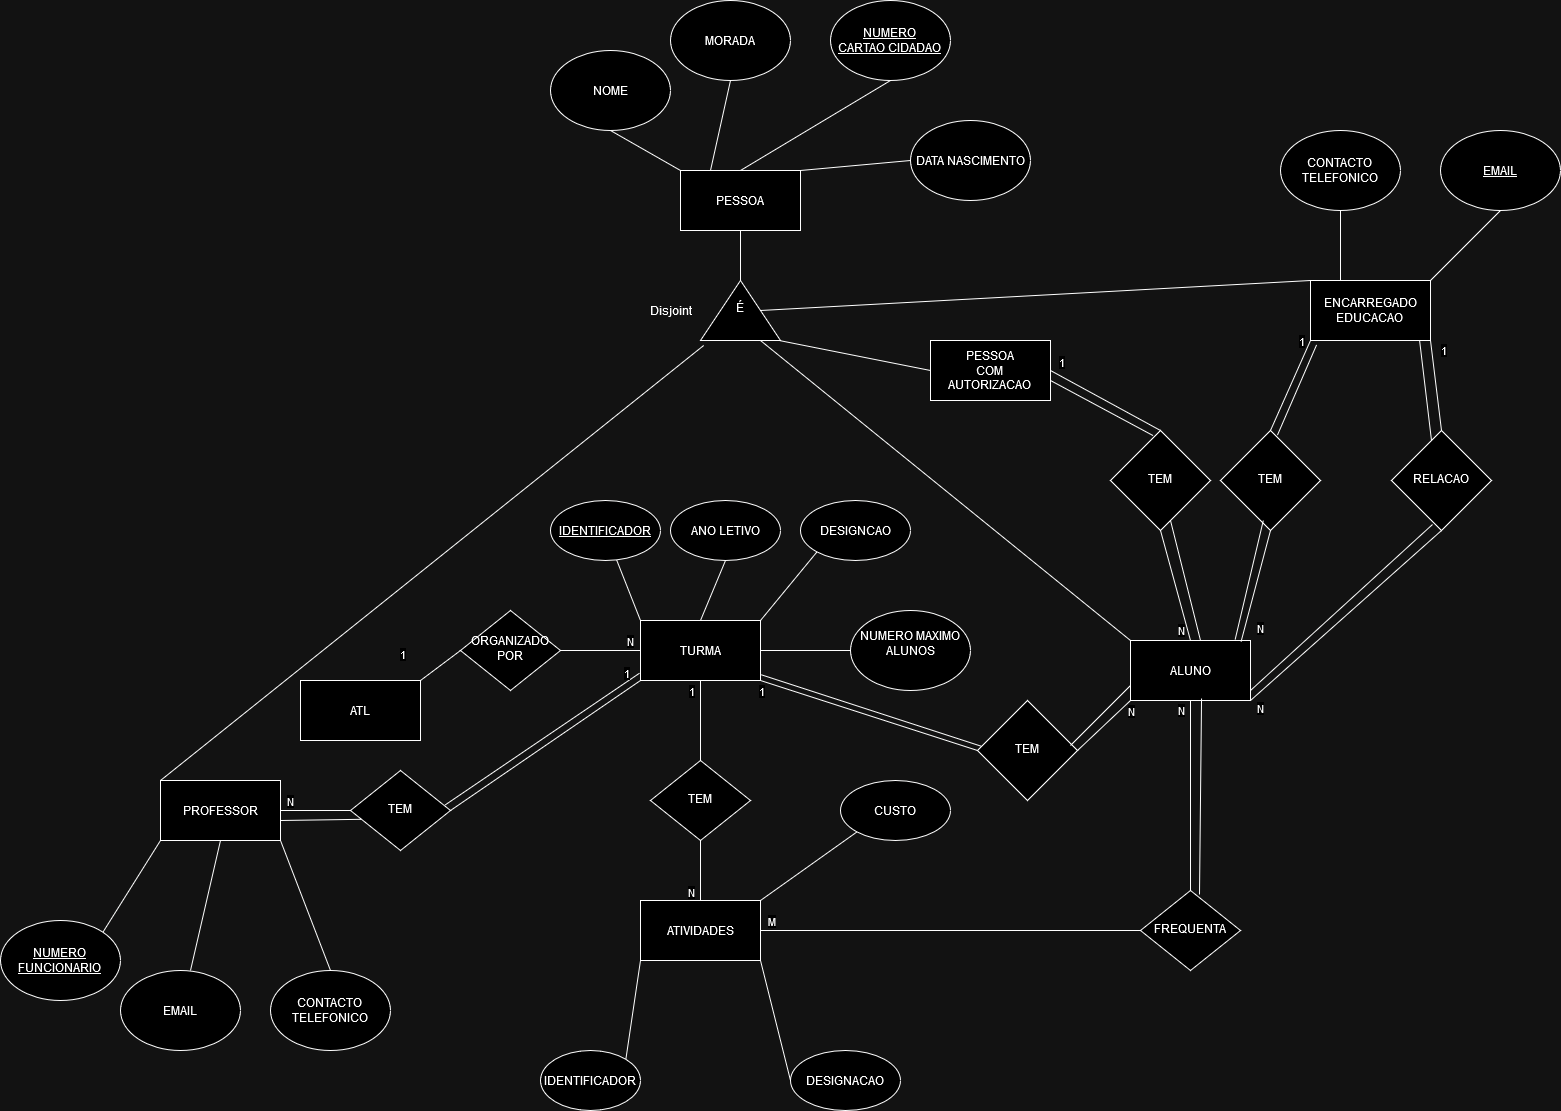 MORADA
NUMERO
CARTAO CIDADAO
NOME
DATA NASCIMENTO
CONTACTO
TELEFONICO
EMAIL
PESSOA
Disjoint
É
ENCARREGADO
EDUCACAO
PESSOA
COM
AUTORIZACAO
1
1
1
TEM
TEM
RELACAO
IDENTIFICADOR
ANO LETIVO
DESIGNCAO
ORGANIZADO
POR
N
1
TURMA
NUMERO MAXIMO
ALUNOS
N
N
ALUNO
1
1
1
ATL
N
N
N
TEM
PROFESSOR
N
TEM
TEM
CUSTO
N
ATIVIDADES
M
FREQUENTA
NUMERO
FUNCIONARIO
EMAIL
CONTACTO
TELEFONICO
IDENTIFICADOR
DESIGNACAO